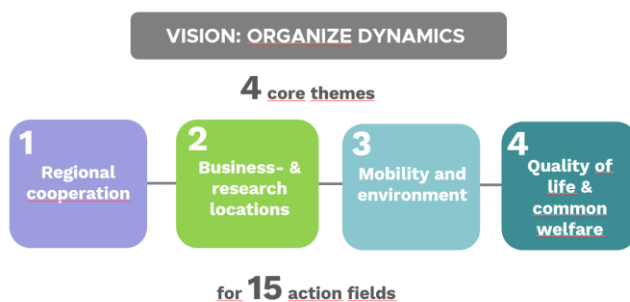 VISION: ORGANIZE DYNAMICS
4 core themes
1
Regional
cooperation
2
Business- &
research
locations
3
Mobility and
environment
4
Quality of
life &
common
welfare
for 15 action fields